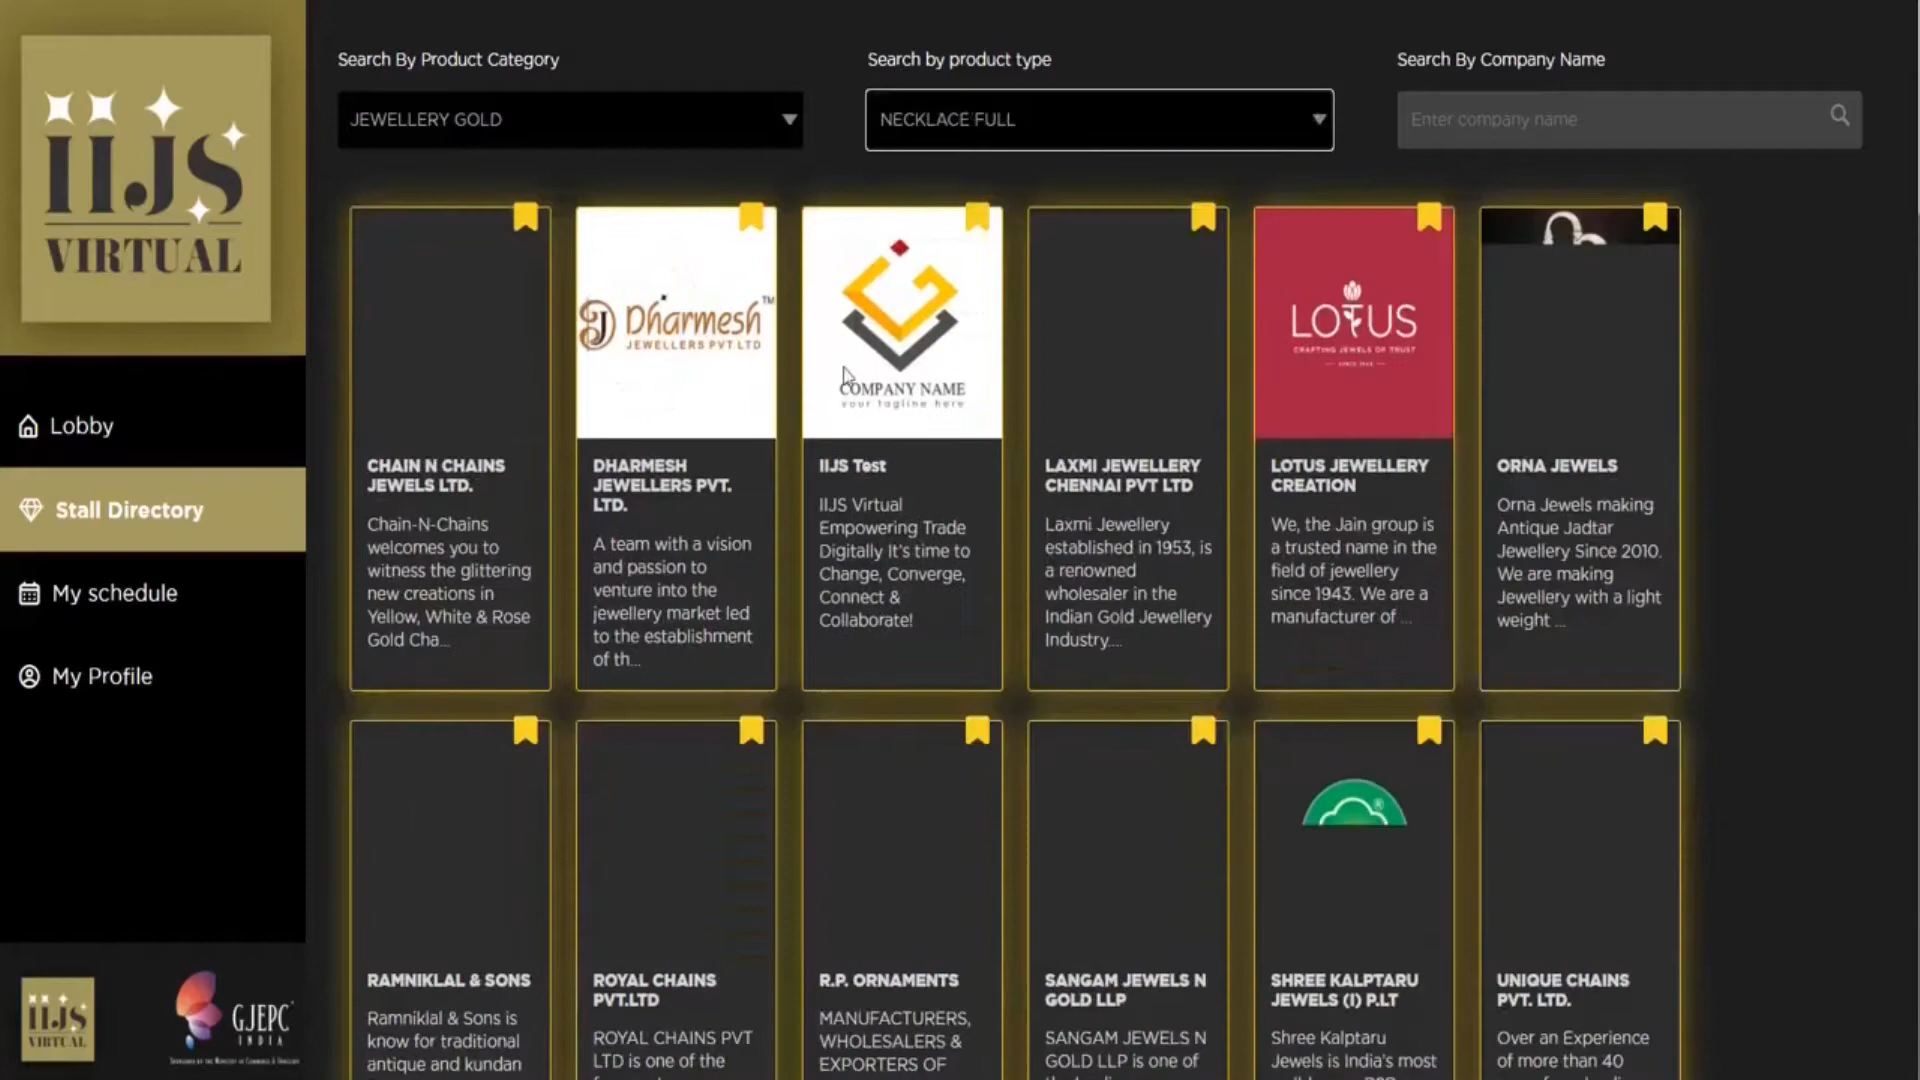 IIJS
VIRTUAL
Lobby
Stall Directory
My schedule
My Profile
IIJS
VIRTUAL
GJEPC
INDIA
Search By Product Category
JEWELLERY GOLD
Search by product type
NECKLACE FULL
Search By Company Name
Enter company name
CHAIN N CHAINS
JEWELS LTD.
Chain-N-Chains
welcomes you to
witness the glittering
new creations in
Yellow, White & Rose
Gold Cha...
Dharmesh TM
JEWELLERS PVT LTD
DHARMESH
JEWELLERS PVT.
LTD.
A team with a vision
and passion to
venture into the
jewellery market led
to the establishment
of th...
COMPANY NAME
your tagline here
IIJS Test
IIJS Virtual
Empowering Trade
Digitally It's time to
Change, Converge,
Connect &
Collaborate!
LAXMI JEWELLERY
CHENNAI PVT LTD
Laxmi Jewellery
established in 1953, is
a renowned
wholesaler in the
Indian Gold Jewellery
Industry....
LOTUS
CRAFTING JEWELS OF TRUST
LOTUS JEWELLERY
CREATION
We, the Jain group is
a trusted name in the
field of jewellery
since 1943. We are a
manufacturer of ...
ORNA JEWELS
Orna Jewels making
Antique Jadtar
Jewellery Since 2010.
We are making
Jewellery with a light
weight ...
RAMNIKLAL & SONS
Ramniklal & Sons is
know for traditional
antique and kundan
ROYAL CHAINS
PVT.LTD
ROYAL CHAINS PVT
LTD is one of the
R.P. ORNAMENTS
MANUFACTURERS,
WHOLESALERS &
EXPORTERS OF
SANGAM JEWELS N
GOLD LLP
SANGAM JEWELS N
GOLD LLP is one of
®
SHREE KALPTARU
JEWELS (I) P.LT
Shree Kalptaru
Jewels is India's most
UNIQUE CHAINS
PVT. LTD.
Over an Experience
of more than 40